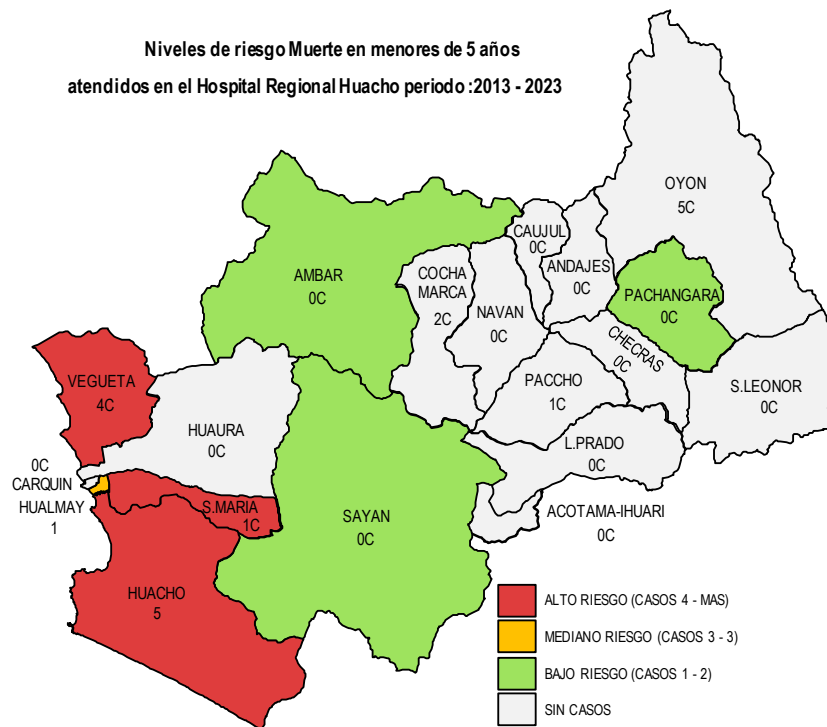 Niveles de riesgo Muerte en menores de 5 años
atendidos en el Hospital Regional Huacho periodo :2013 - 2023
OYON
5C
CAUJUL
0C
ANDAJES
0C
AMBAR
0C
COCHA
MARCA
2C
NAVAN
0C
PACHANGARA
0C
CHECRAS
0C
VEGUETA
4C
PACCHO
1C
S.LEONOR
0C
HUAURA
0C
L.PRADO
0C
0C
CARQUIN
HUALMAY
1
S.MARIA
1C
SAYAN
0C
ACOTAMA-IHUARI
0C
HUACHO
5
ALTO RIESGO (CASOS 4 - MAS)
MEDIANO RIESGO (CASOS 3 - 3)
BAJO RIESGO (CASOS 1 - 2)
SIN CASOS